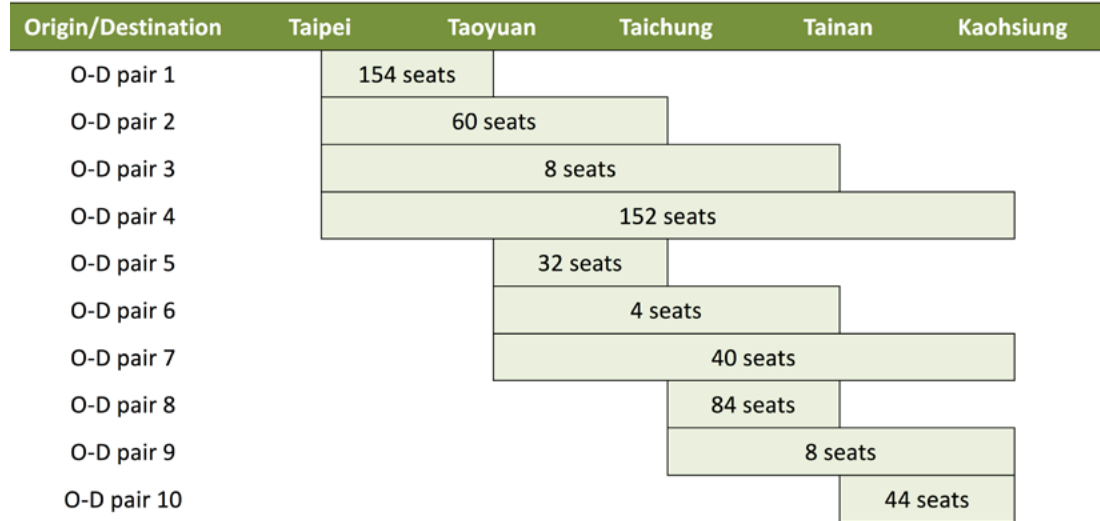 Origin/Destination Taipei Taoyuan Taichung Tainan Kaohsiung
O-D pair 1 154 seats
O-D pair 2 60 seats
O-D pair 3 8 seats
O-D pair 4 152 seats
O-D pair 5 32 seats
O-D pair 6 4 seats
O-D pair 7 40 seats
O-D pair 8 84 seats
O-D pair 9 8 seats
O-D pair 10 44 seats